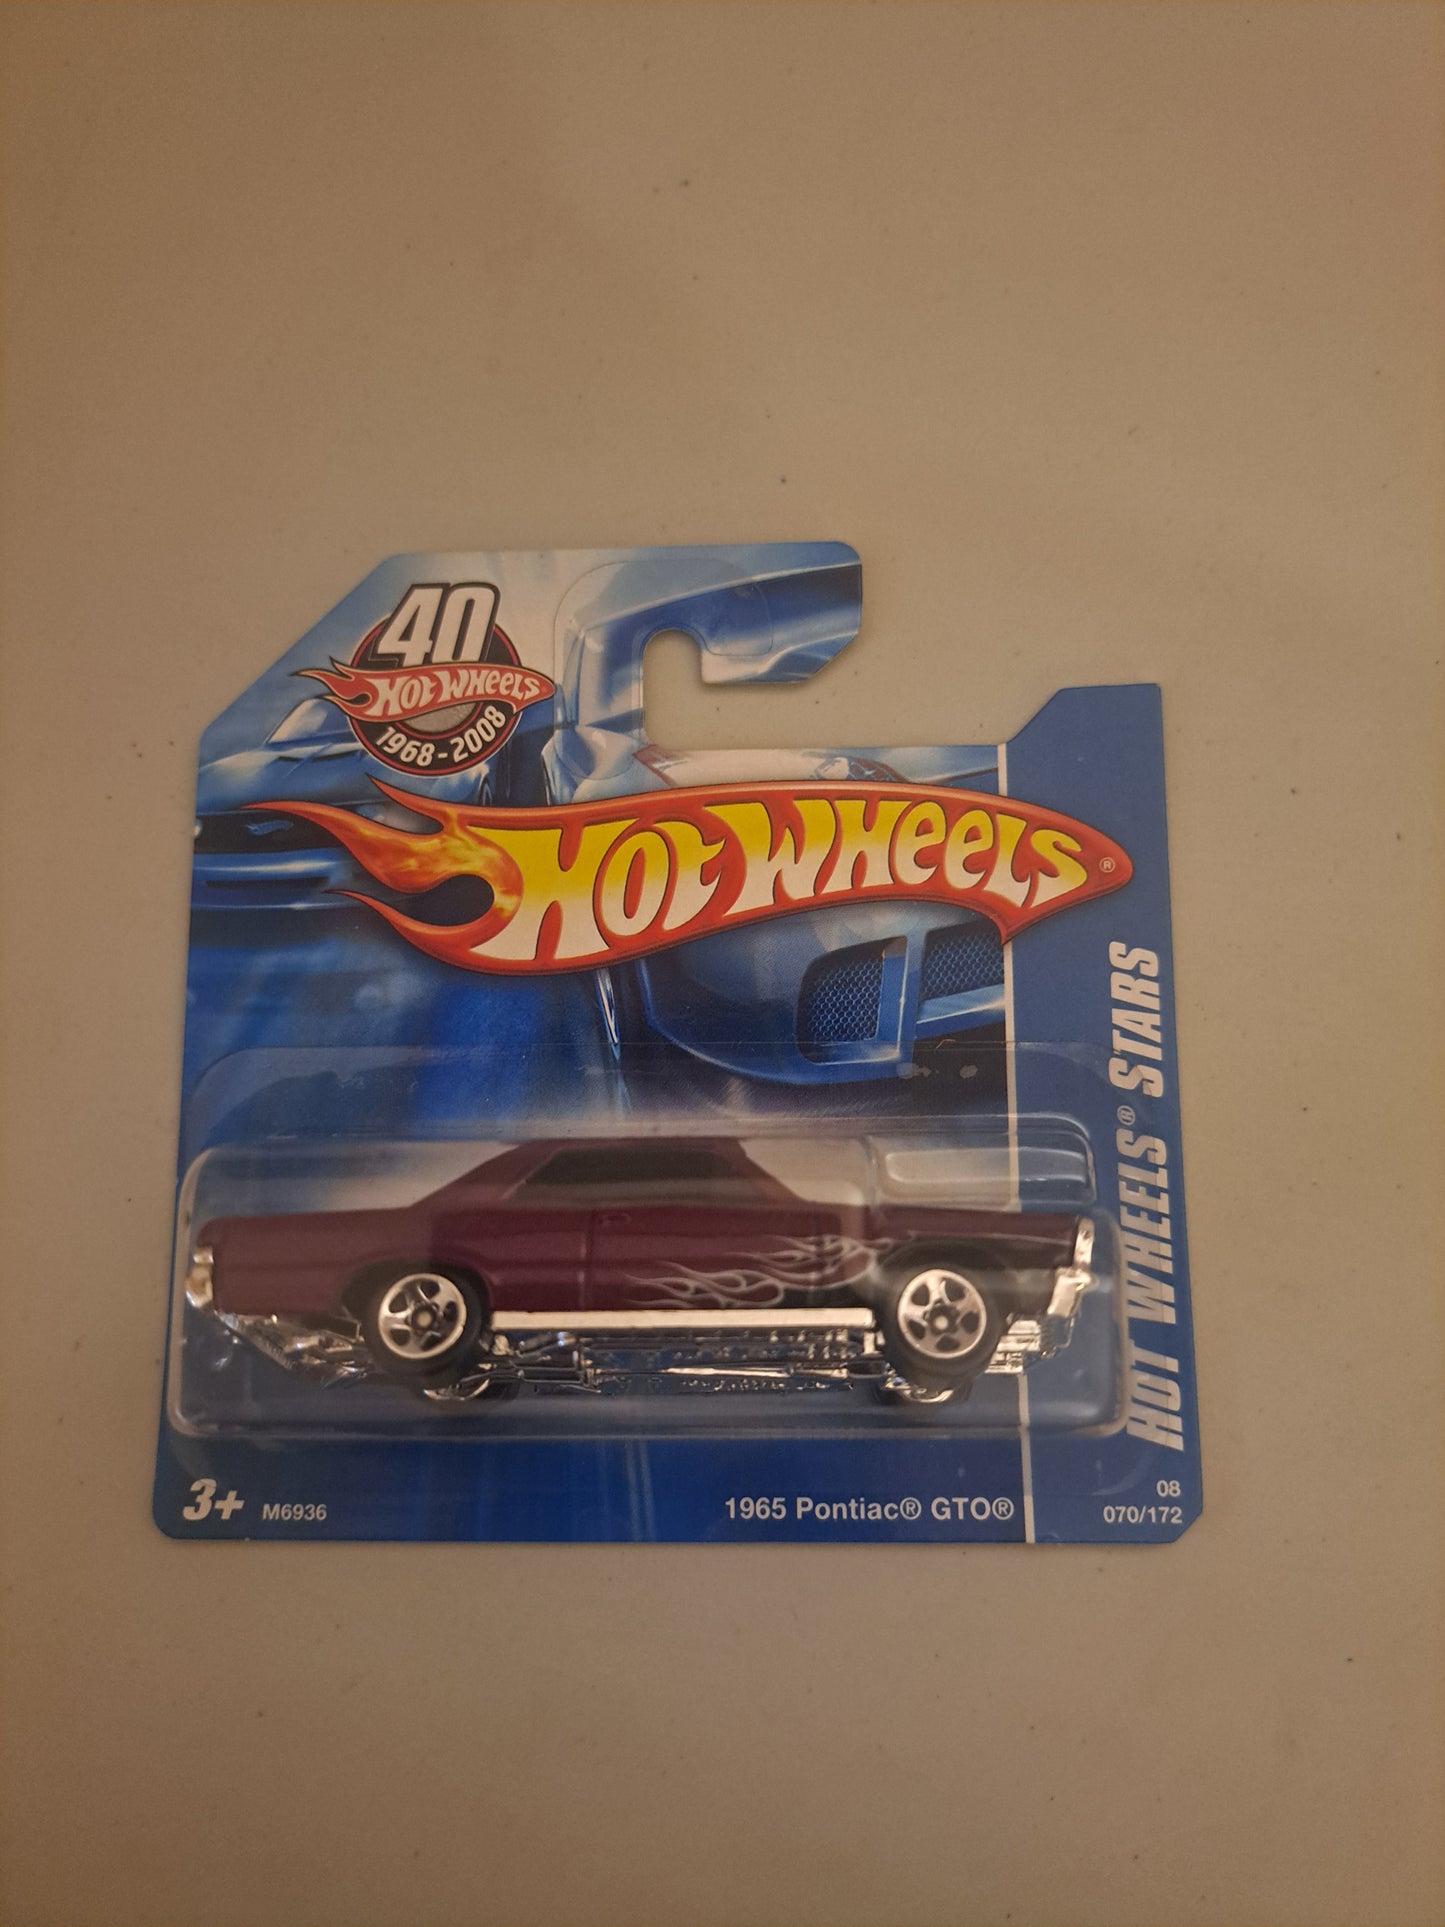 40
HOT WHEELS
1968-2008
HOT WHEELS®
HOT WHEELS® STARS
3+ M6936
1965 Pontiac® GTO®
08
070/172